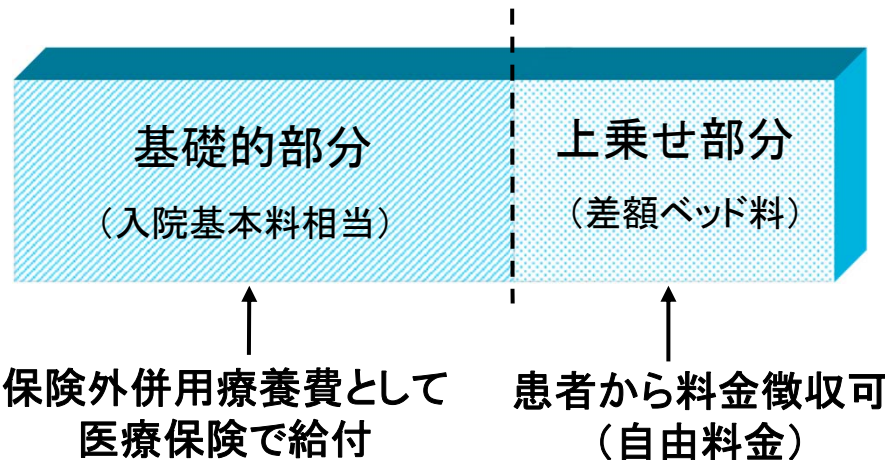 基礎的部分
（入院基本料相当）
上乗せ部分
（差額ベッド料）
保険外併用療養費として
医療保険で給付
患者から料金徴収可
（自由料金）